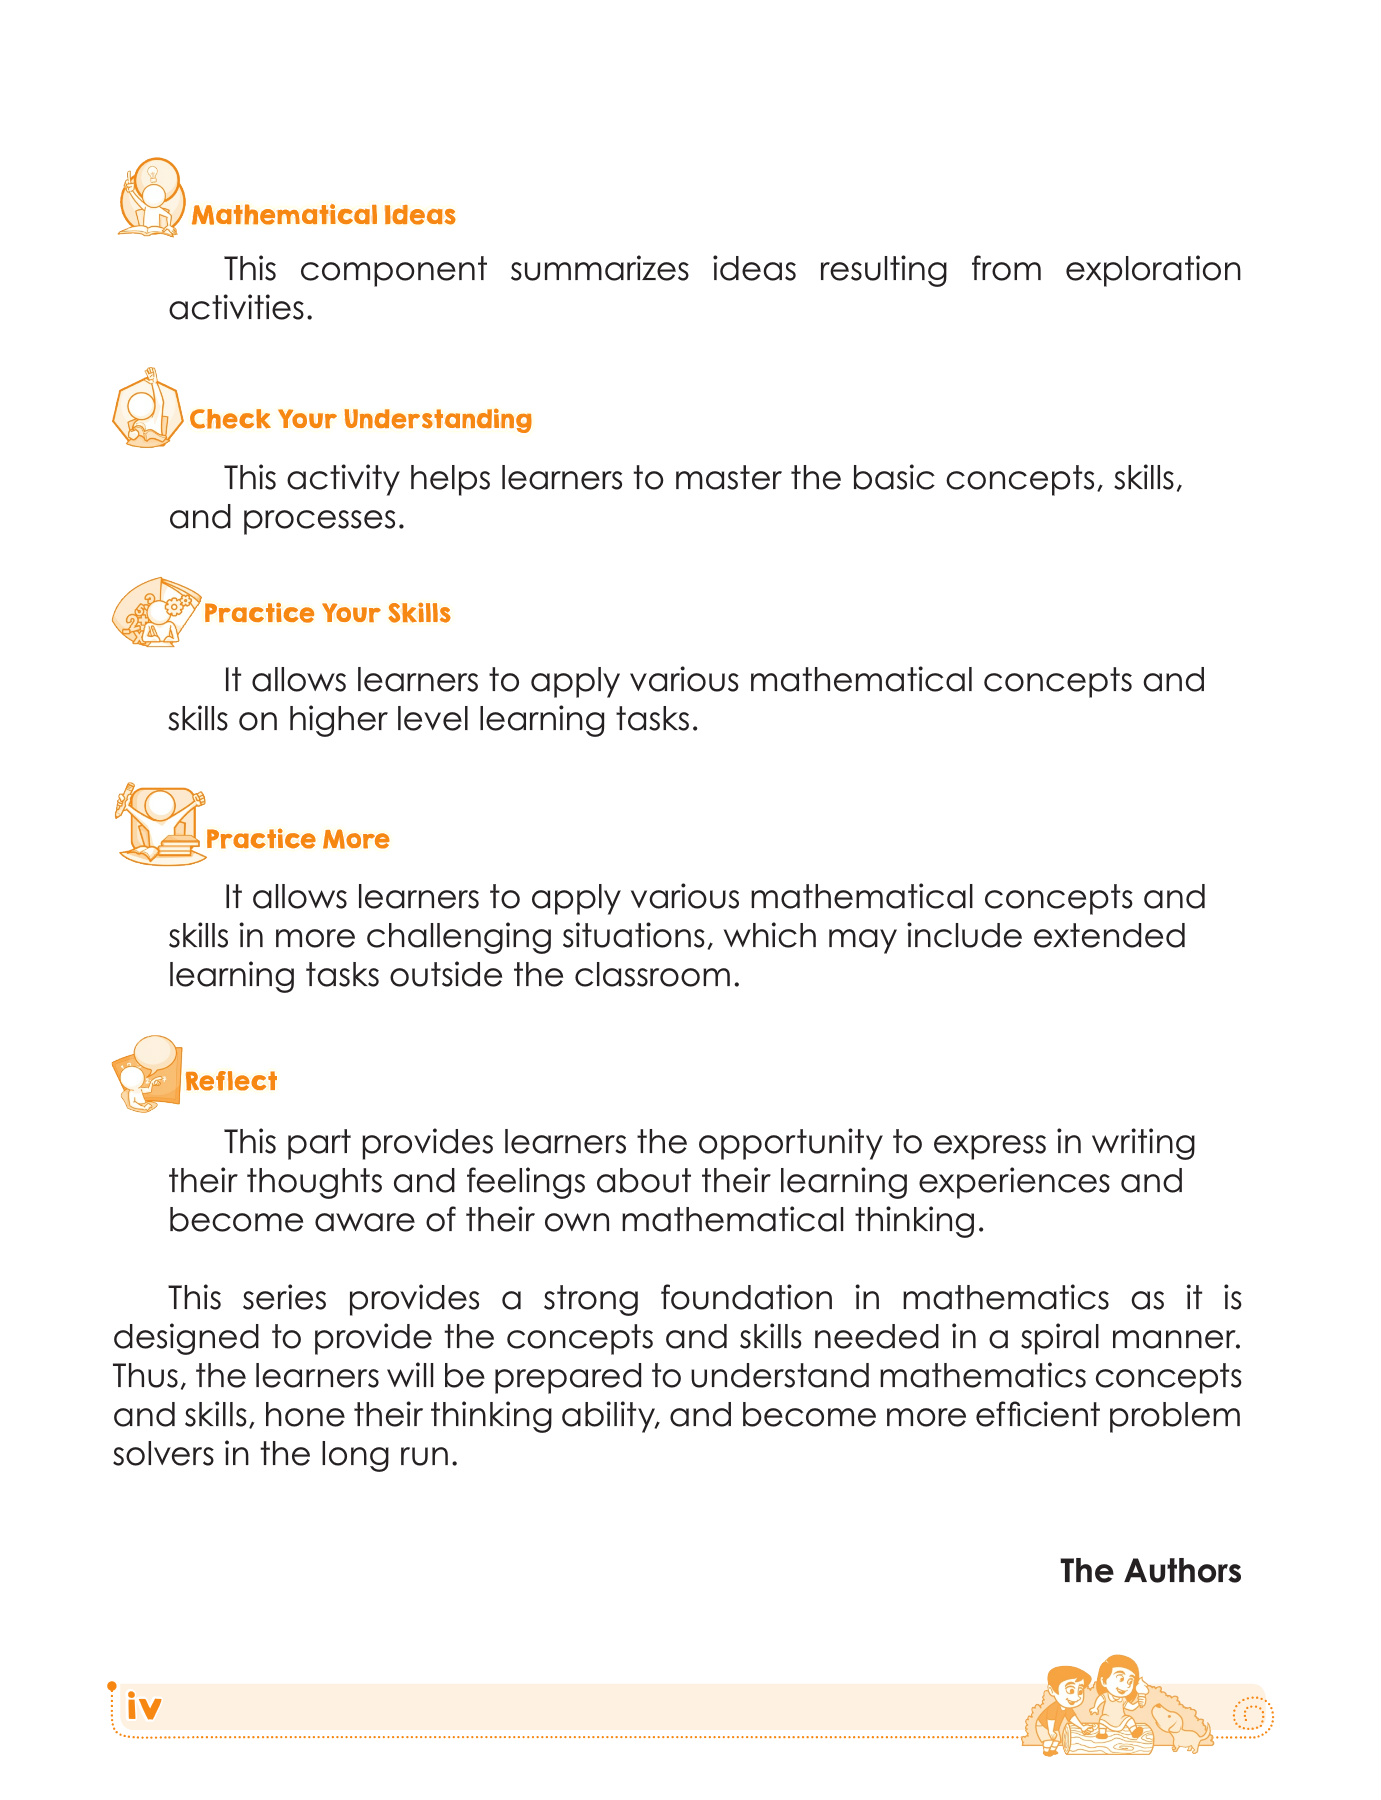 Mathematical Ideas
This component summarizes ideas resulting from exploration
activities.
Check Your Understanding
This activity helps learners to master the basic concepts, skills,
and processes.
Practice Your Skills
It allows learners to apply various mathematical concepts and
skills on higher level learning tasks.
Practice More
It allows learners to apply various mathematical concepts and
skills in more challenging situations, which may include extended
learning tasks outside the classroom.
Reflect
This part provides learners the opportunity to express in writing
their thoughts and feelings about their learning experiences and
become aware of their own mathematical thinking.
This series provides a strong foundation in mathematics as it is
designed to provide the concepts and skills needed in a spiral manner.
Thus, the learners will be prepared to understand mathematics concepts
and skills, hone their thinking ability, and become more efficient problem
solvers in the long run.
The Authors
iv